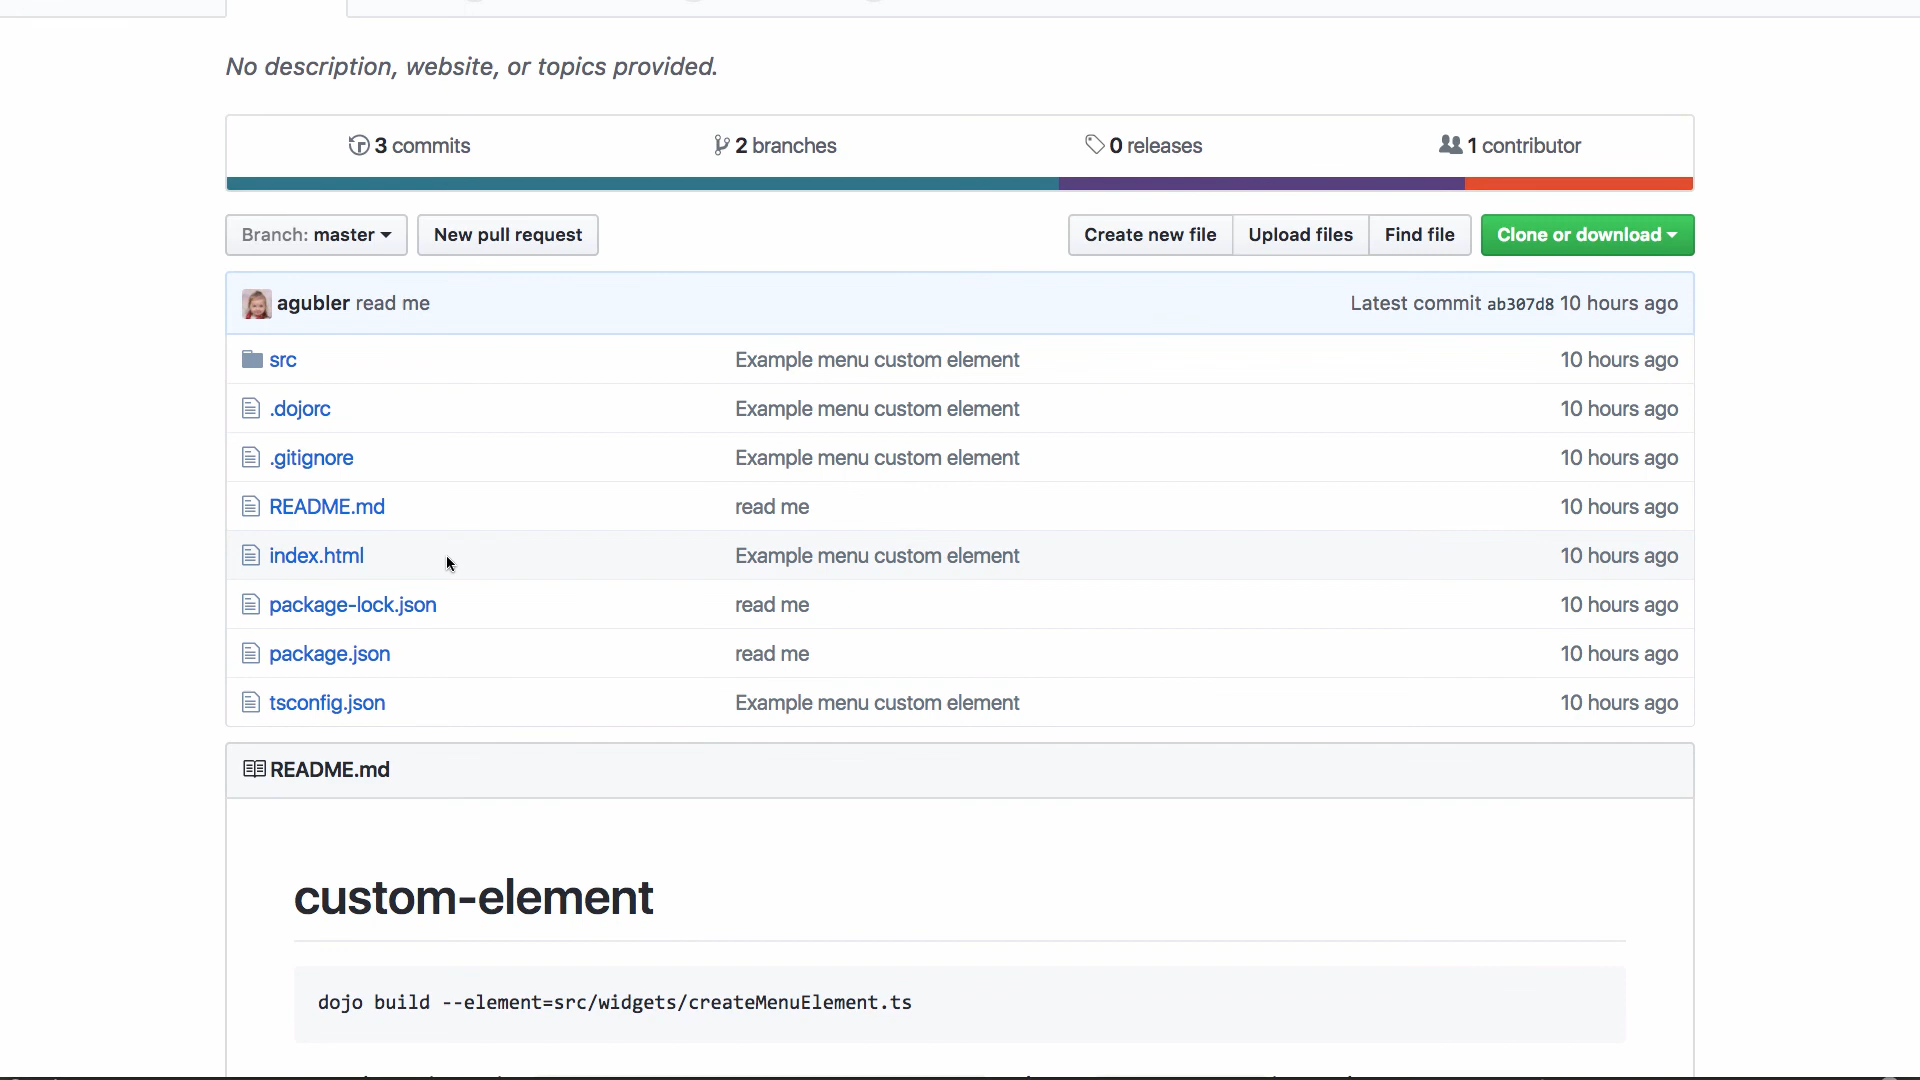 No description, website, or topics provided.
3 commits 2 branches 0 releases 1 contributor
Branch: master New pull request Create new file Upload files Find file Clone or download
agubler read me Latest commit ab307d8 10 hours ago
src Example menu custom element 10 hours ago
.dojorc Example menu custom element 10 hours ago
.gitignore Example menu custom element 10 hours ago
README.md read me 10 hours ago
index.html Example menu custom element 10 hours ago
package-lock.json read me 10 hours ago
package.json read me 10 hours ago
tsconfig.json Example menu custom element 10 hours ago
README.md
custom-element
dojo build --element=src/widgets/createMenuElement.ts